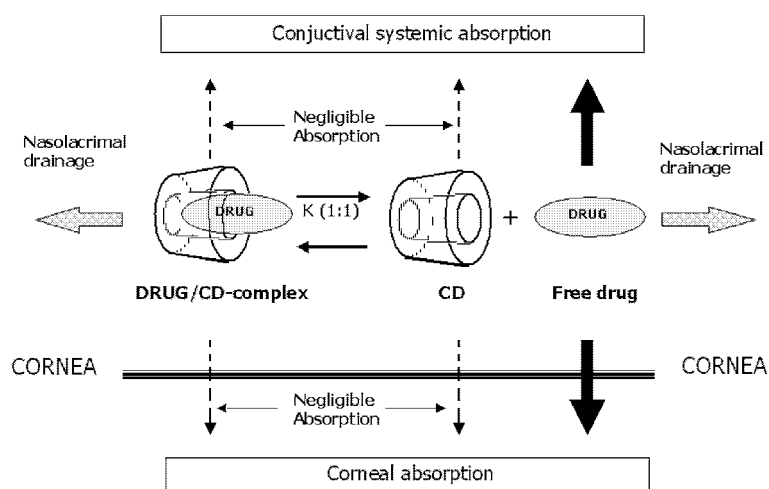 Conjuctival systemic absorption
Negligible
Absorption
Nasolacrimal
drainage
Nasolacrimal
drainage
DRUG
K (1:1)
+
DRUG
DRUG/CD-complex
CD
Free drug
CORNEA
CORNEA
Negligible
Absorption
Corneal absorption